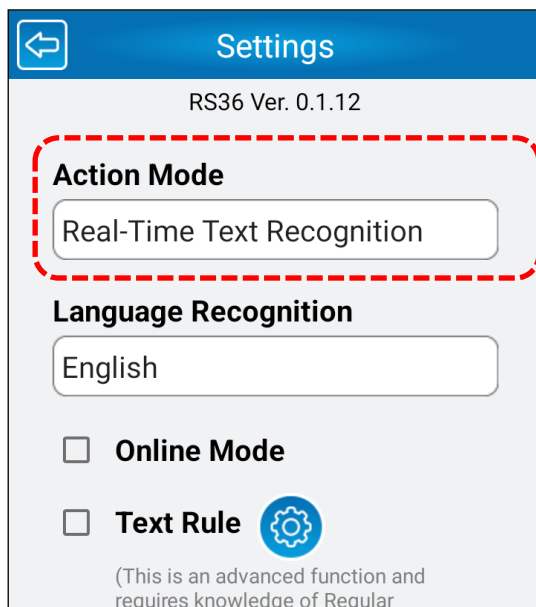 Settings
RS36 Ver. 0.1.12
Action Mode
Real-Time Text Recognition
Language Recognition
English
Online Mode
Text Rule
(This is an advanced function and
requires knowledge of Regular